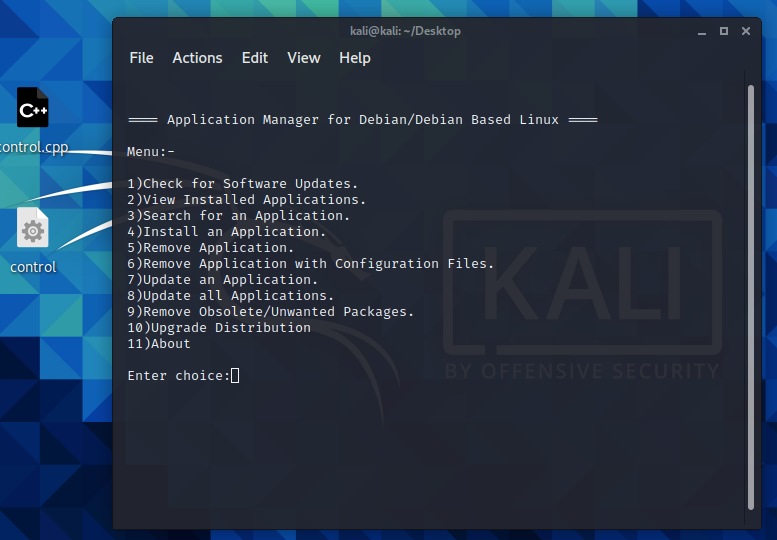 kali@kali: ~/Desktop
File Actions Edit View Help
==== Application Manager for Debian/Debian Based Linux ====
Menu:-
1)Check for Software Updates.
2)View Installed Applications.
3)Search for an Application.
4)Install an Application.
5)Remove Application.
6)Remove Application with Configuration Files.
7)Update an Application.
8)Update all Applications.
9)Remove Obsolete/Unwanted Packages.
10)Upgrade Distribution
11)About
Enter choice:
C++
control.cpp
control
KALI
BY OFFENSIVE SECURITY